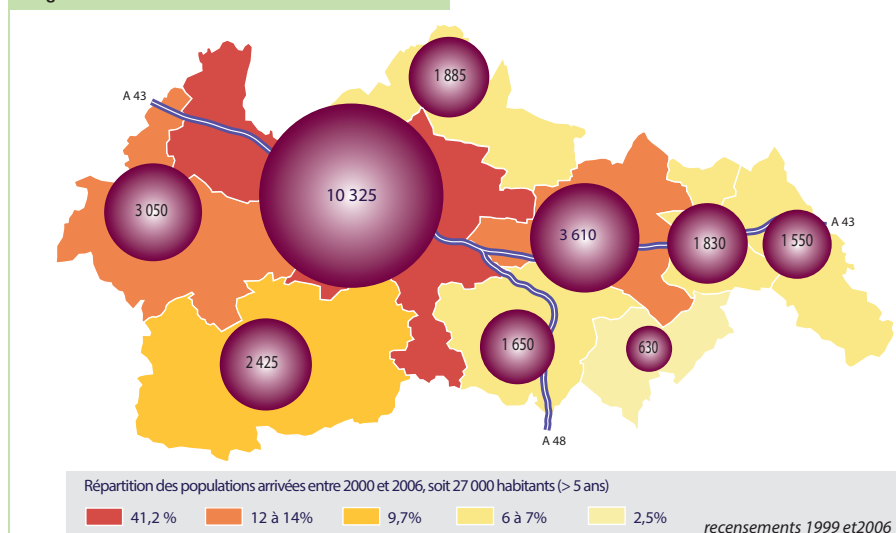 1 885
A 43
10 325
3 050
3 610
A 43
1 830
1 550
1 650
630
2 425
A 48
Répartition des populations arrivées entre 2000 et 2006, soit 27 000 habitants (> 5 ans)
41,2 %
12 à 14%
9,7%
6 à 7%
2,5%
recensements 1999 et2006